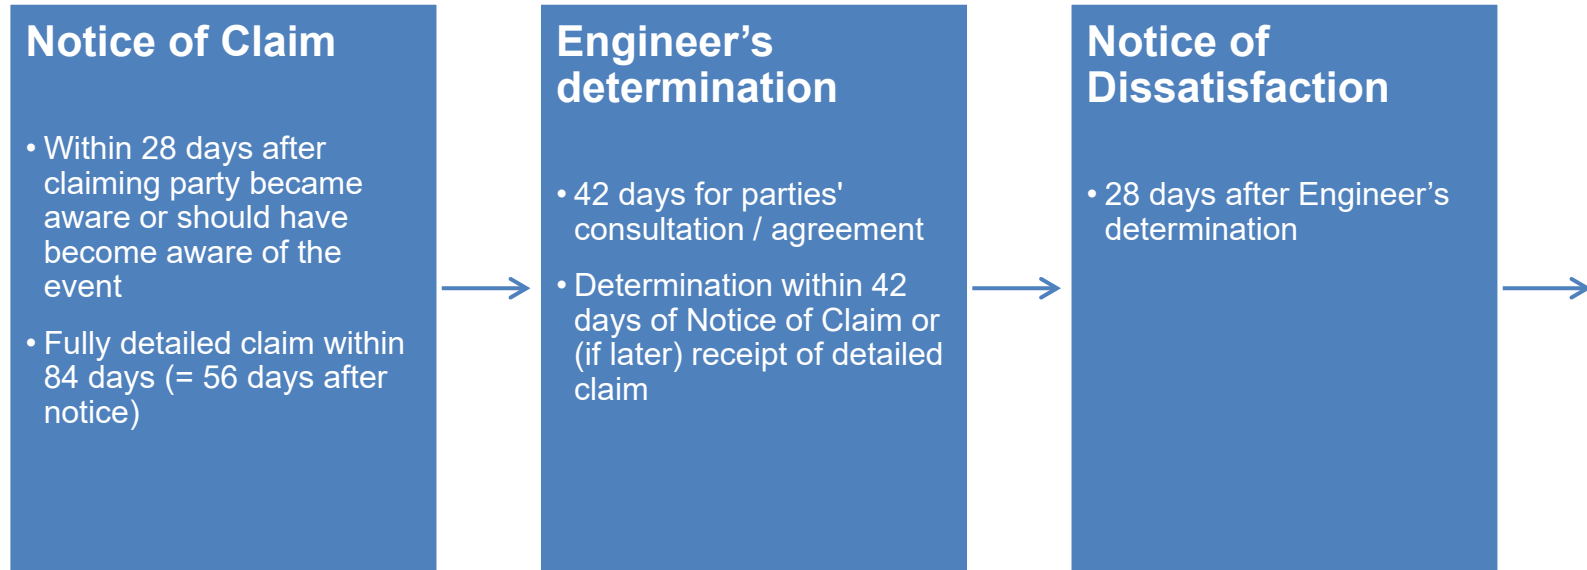 Notice of Claim
• Within 28 days after
claiming party became
aware or should have
become aware of the
event
• Fully detailed claim within
84 days (= 56 days after
notice)
Engineer’s
determination
• 42 days for parties'
consultation / agreement
• Determination within 42
days of Notice of Claim or
(if later) receipt of detailed
claim
Notice of
Dissatisfaction
• 28 days after Engineer’s
determination